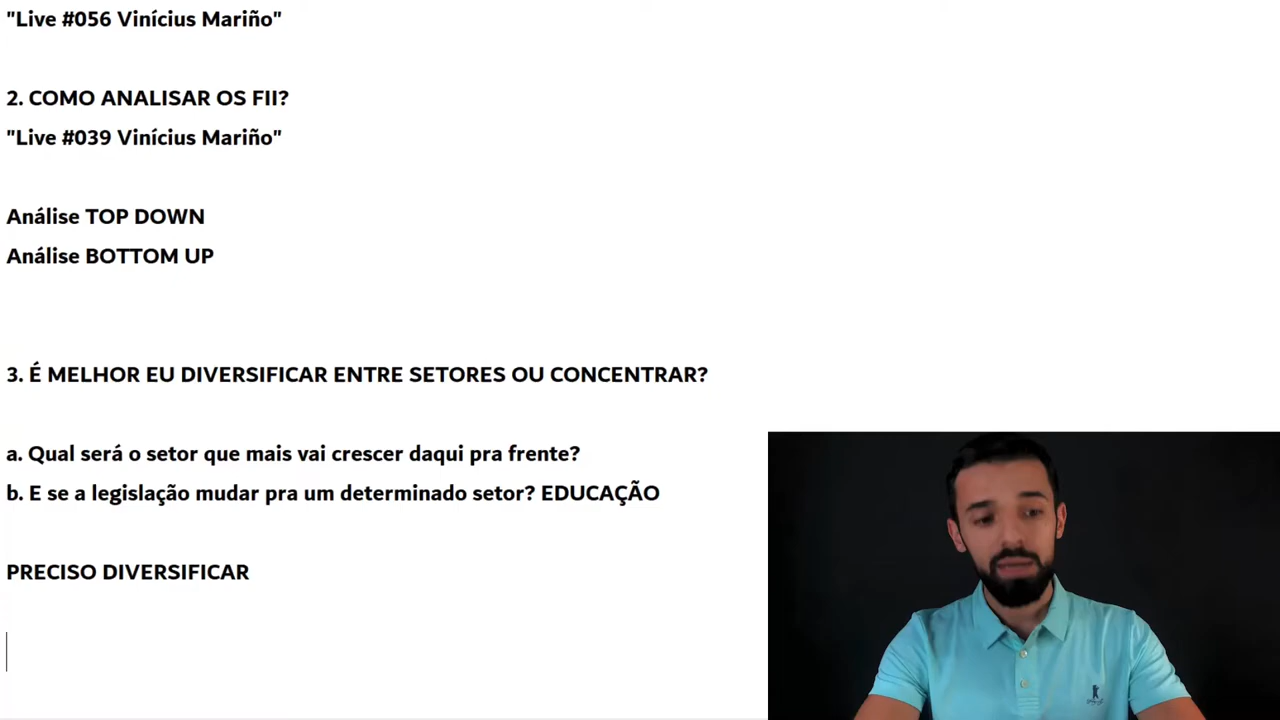 "Live #056 Vinícius Mariño"
2. COMO ANALISAR OS FII?
"Live #039 Vinícius Mariño"
Análise TOP DOWN
Análise BOTTOM UP
3. É MELHOR EU DIVERSIFICAR ENTRE SETORES OU CONCENTRAR?
a. Qual será o setor que mais vai crescer daqui pra frente?
b. E se a legislação mudar pra um determinado setor? EDUCAÇÃO
PRECISO DIVERSIFICAR